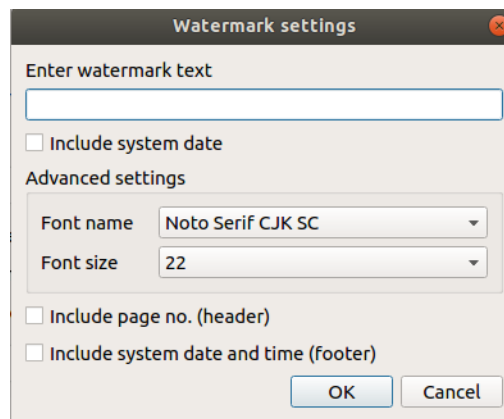 Watermark settings
Enter watermark text
Include system date
Advanced settings
Font name Noto Serif CJK SC
Font size 22
Include page no. (header)
Include system date and time (footer)
OK Cancel